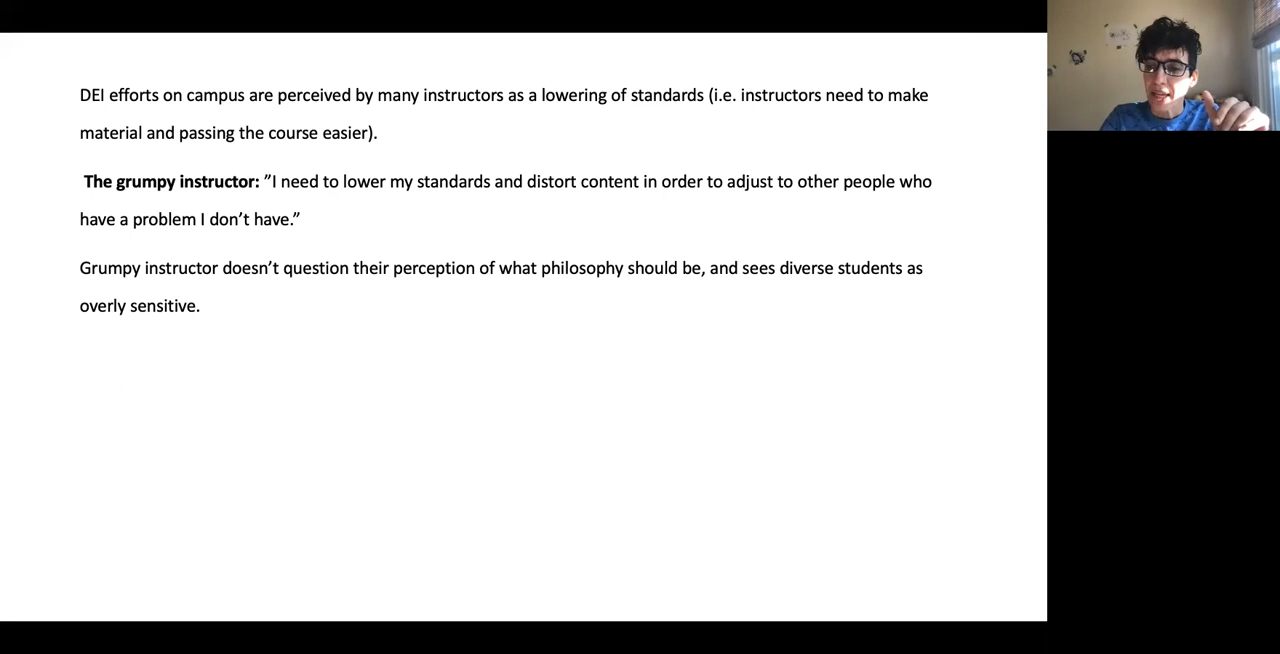 DEI efforts on campus are perceived by many instructors as a lowering of standards (i.e. instructors need to make
material and passing the course easier).
The grumpy instructor: ”I need to lower my standards and distort content in order to adjust to other people who
have a problem I don’t have.”
Grumpy instructor doesn’t question their perception of what philosophy should be, and sees diverse students as
overly sensitive.